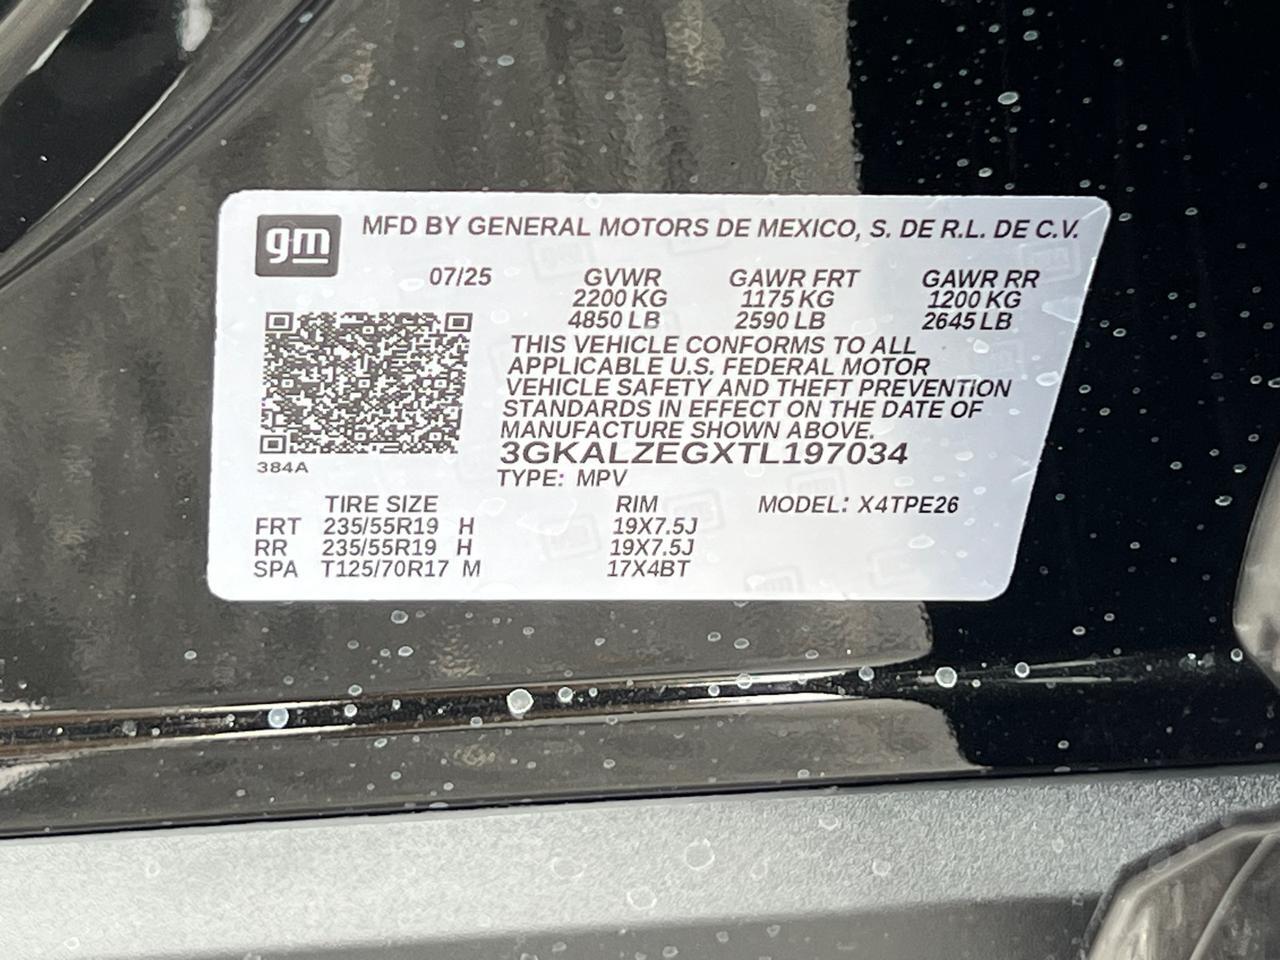 gm
MFD BY GENERAL MOTORS DE MEXICO, S. DE R.L. DE C.V.
07/25 GVWR GAWR FRT GAWR RR
2200 KG 1175 KG 1200 KG
4850 LB 2590 LB 2645 LB
THIS VEHICLE CONFORMS TO ALL
APPLICABLE U.S. FEDERAL MOTOR
VEHICLE SAFETY AND THEFT PREVENTION
STANDARDS IN EFFECT ON THE DATE OF
MANUFACTURE SHOWN ABOVE.
3GKALZEGXTL197034
384A
TYPE: MPV
TIRE SIZE RIM MODEL: X4TPE26
FRT 235/55R19 H 19X7.5J
RR 235/55R19 H 19X7.5J
SPA T125/70R17 M 17X4BT